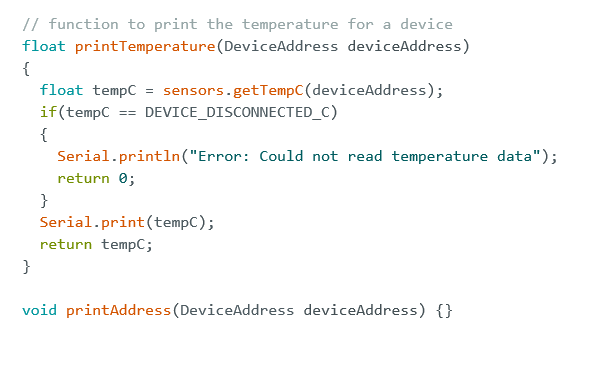 // function to print the temperature for a device
float printTemperature(DeviceAddress deviceAddress)
{
  float tempC = sensors.getTempC(deviceAddress);
  if(tempC == DEVICE_DISCONNECTED_C)
  {
    Serial.println("Error: Could not read temperature data");
    return 0;
  }
  Serial.print(tempC);
  return tempC;
}

void printAddress(DeviceAddress deviceAddress) {}